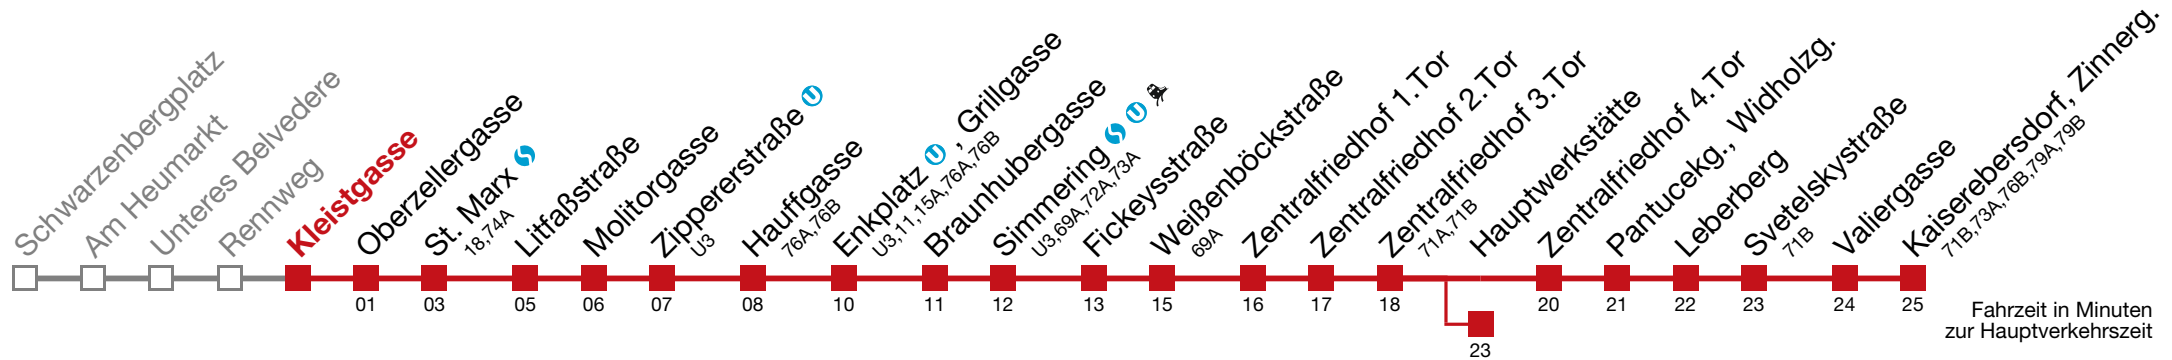 Schwarzenbergplatz
Am Heumarkt
Unteres Belvedere
Rennweg
Kleistgasse
Oberzellergasse
St. Marx
18,74A
Litfaßstraße
Molitorgasse
Zippererstraße
U3
Hauffgasse
76A,76B
Enkplatz , Grillgasse
U3,11,15A,76A,76B
Braunhubergasse
Simmering
U3,69A,72A,73A
Fickeysstraße
Weißenböckstraße
69A
Zentralfriedhof 1.Tor
Zentralfriedhof 2.Tor
Zentralfriedhof 3.Tor
71A,71B
Hauptwerkstätte
Zentralfriedhof 4.Tor
Pantucekg., Widholzg.
Leberberg
Svetelskystraße
71B
Valiergasse
Kaiserebersdorf, Zinnerg.
71B,73A,76B,79A,79B
01 03 05 06 07 08 10 11 12 13 15 16 17 18 20 21 22 23 24 25
23
Fahrzeit in Minuten
zur Hauptverkehrszeit